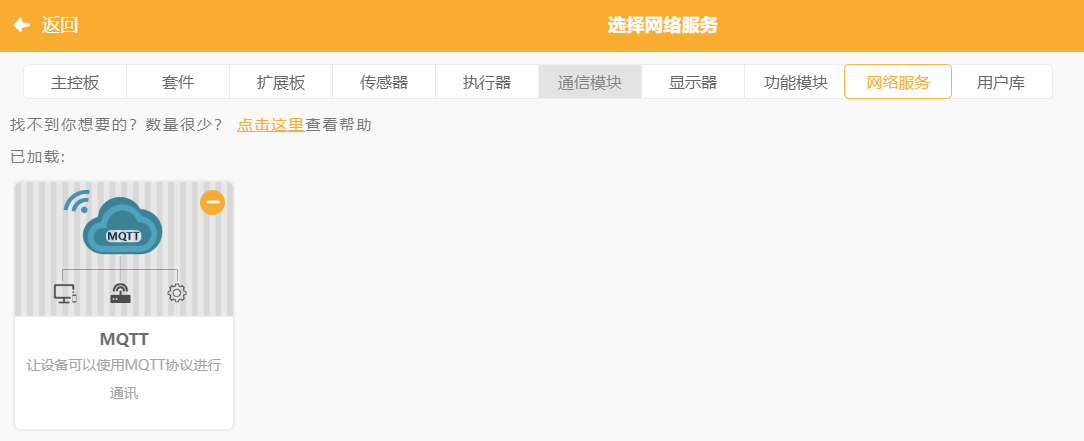 返回
选择网络服务
主控板 套件 扩展板 传感器 执行器 通信模块 显示器 功能模块 网络服务 用户库
找不到你想要的？数量很少？ 点击这里查看帮助
已加载:
MQTT
MQTT
让设备可以使用MQTT协议进行
通讯